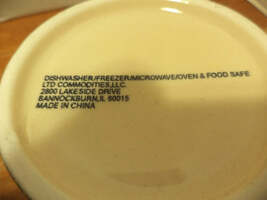 DISHWASHER/FREEZER/MICROWAVE/OVEN & FOOD SAFE
LTD COMMODITIES, LLC.
2800 LAKESIDE DRIVE
BANNOCKBURN, IL 60015
MADE IN CHINA